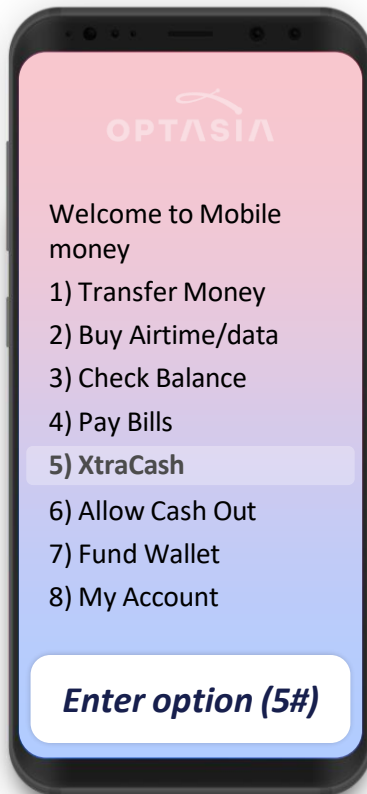 OPTASIA
Welcome to Mobile
money
1) Transfer Money
2) Buy Airtime/data
3) Check Balance
4) Pay Bills
5) XtraCash
6) Allow Cash Out
7) Fund Wallet
8) My Account
Enter option (5#)